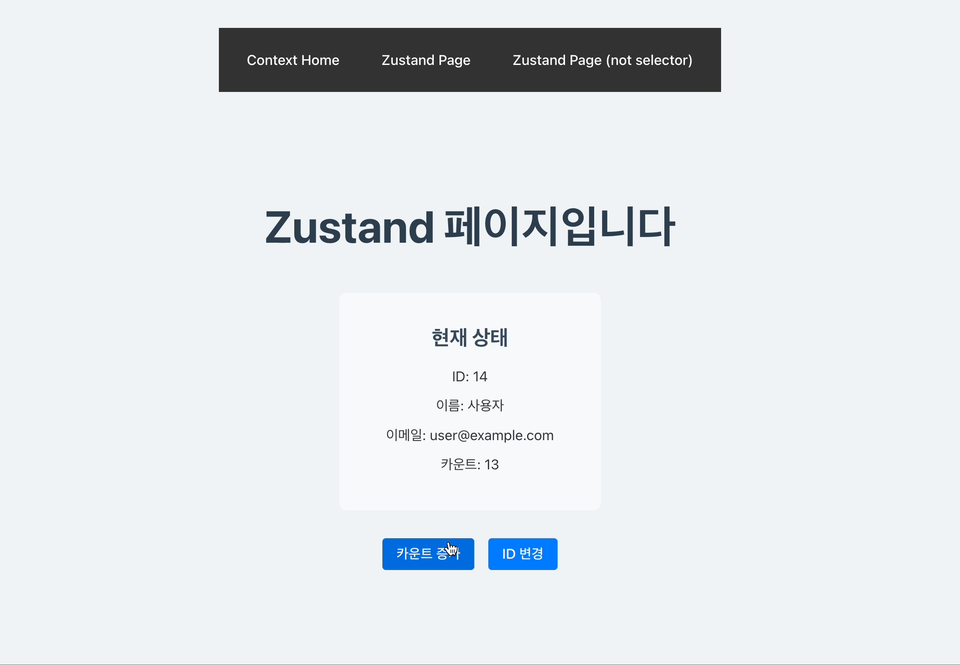 Context Home Zustand Page Zustand Page (not selector)
Zustand 페이지입니다
현재 상태
ID: 14
이름: 사용자
이메일: user@example.com
카운트: 13
카운트 증가 ID 변경